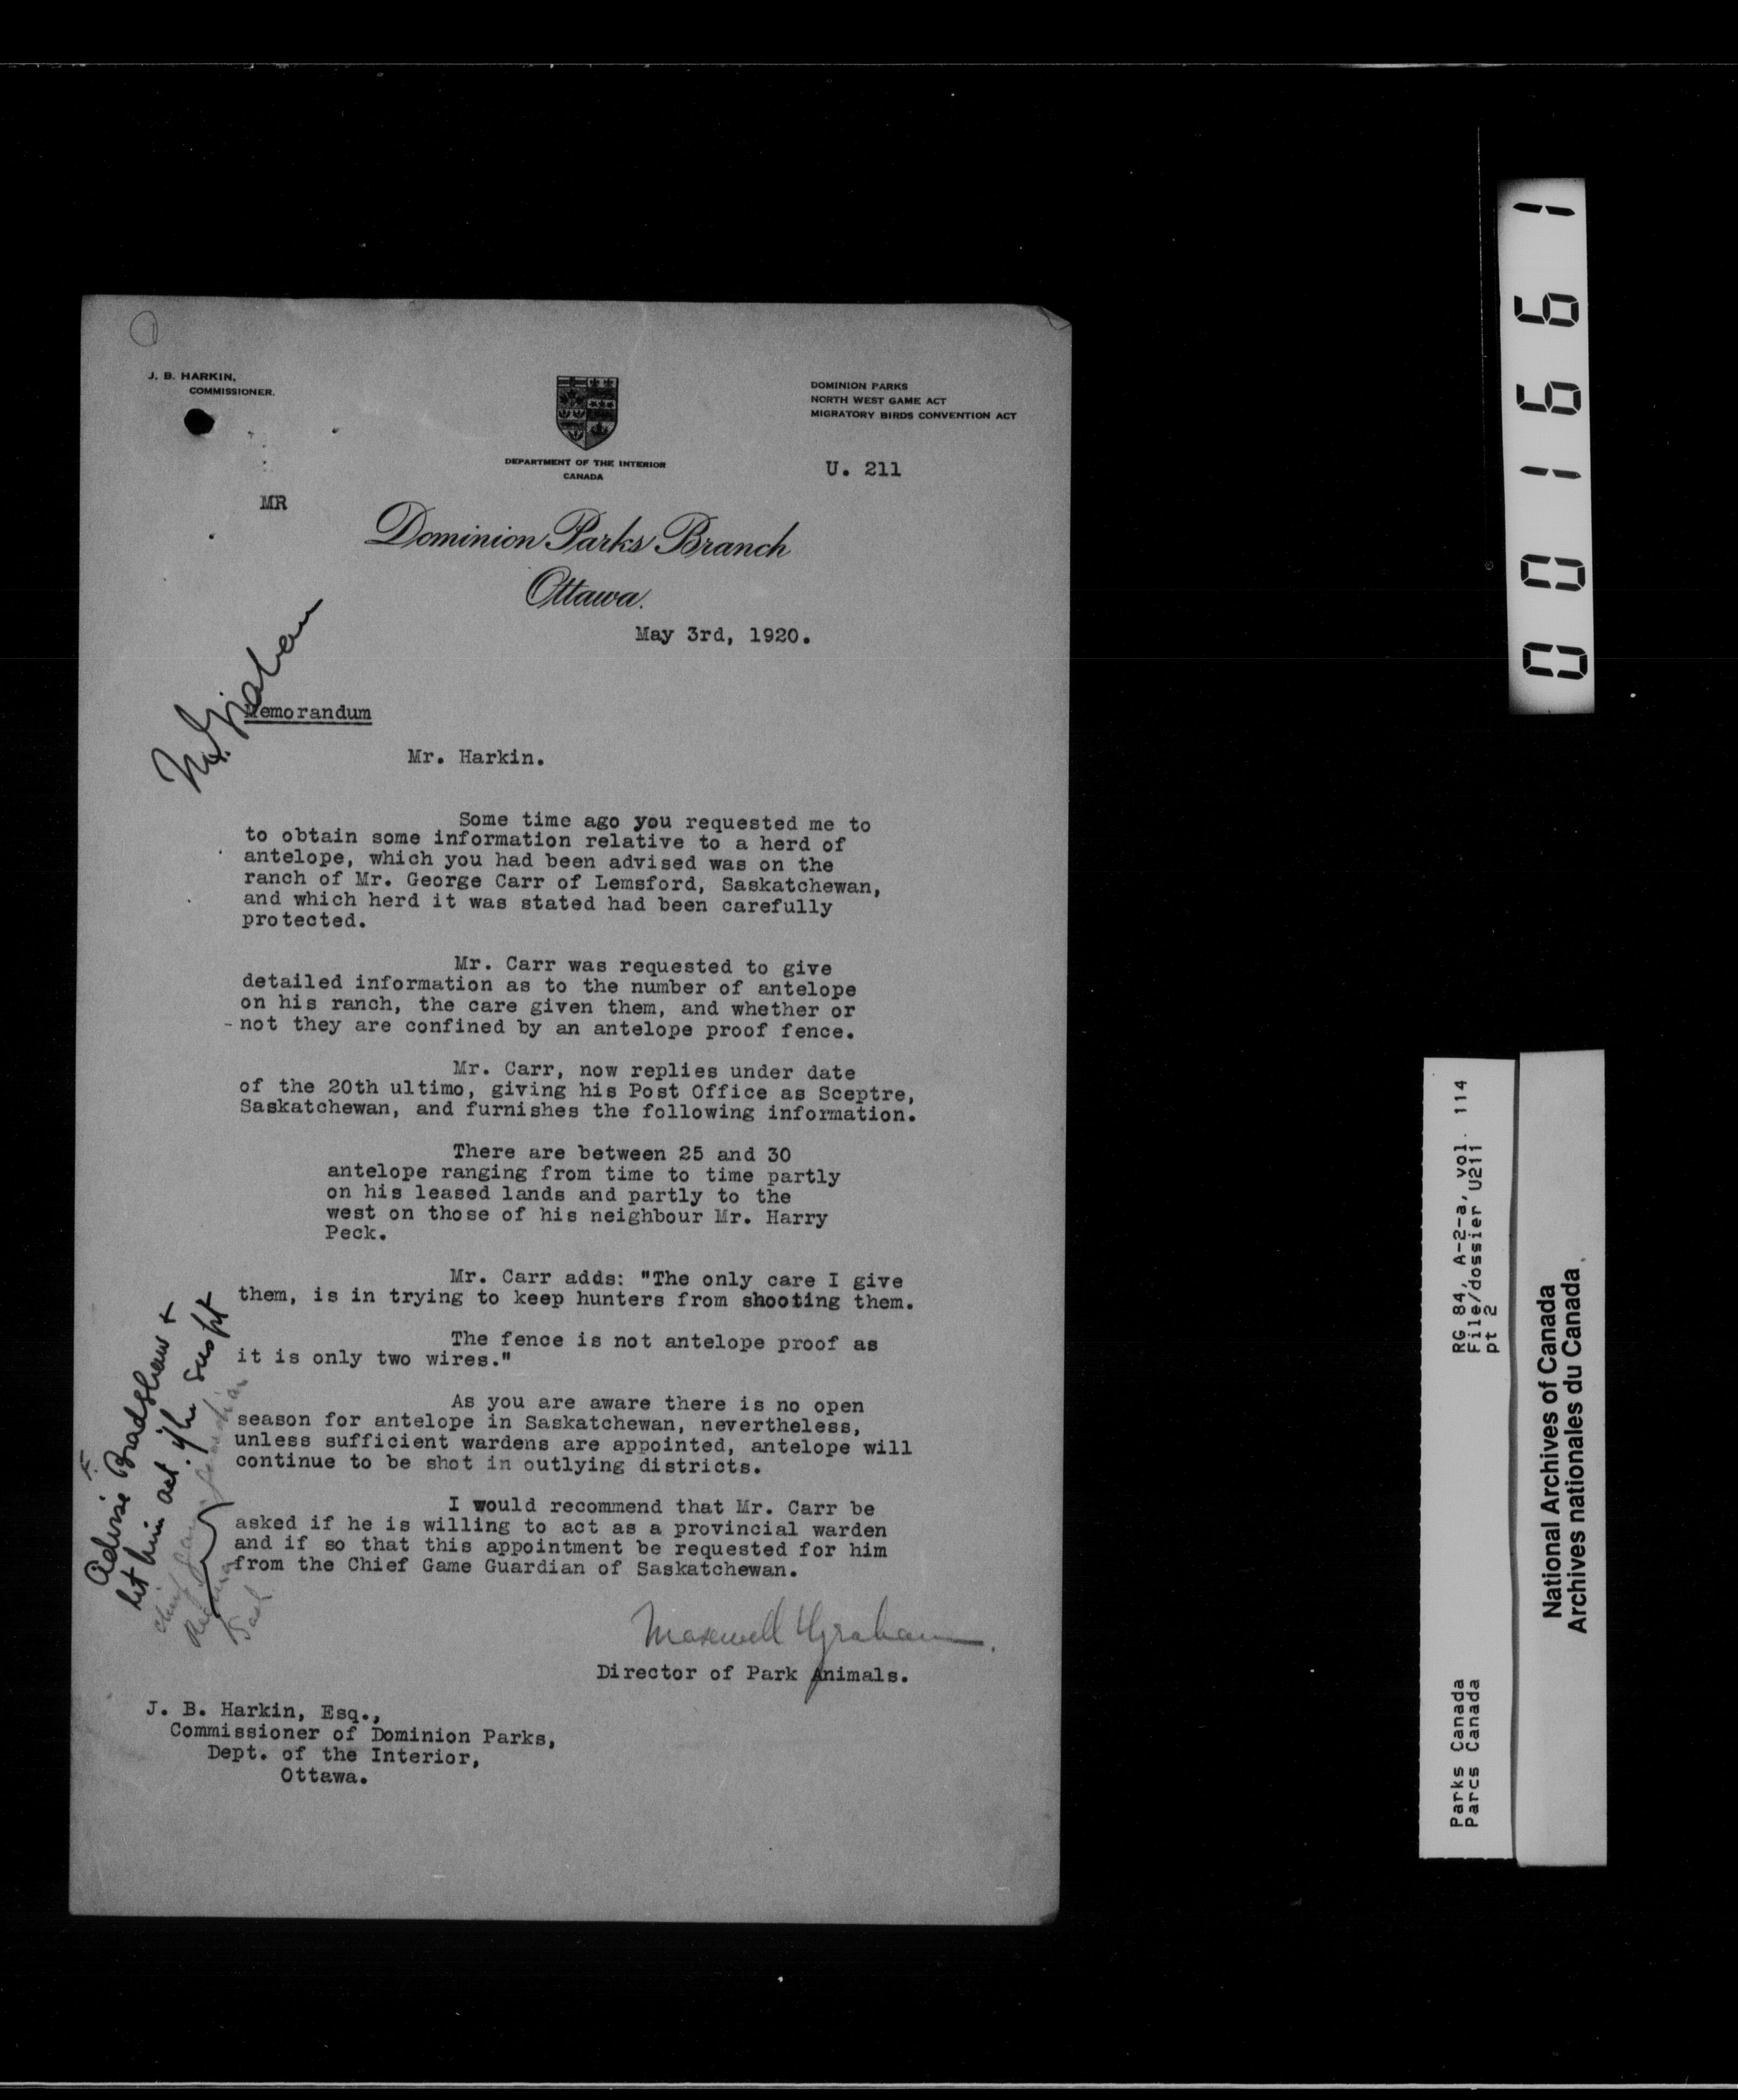 J. B. HARKIN,
COMMISSIONER.
DOMINION PARKS
NORTH WEST GAME ACT
MIGRATORY BIRDS CONVENTION ACT
DEPARTMENT OF THE INTERIOR
CANADA
U. 211
MR
Dominion Parks Branch
Ottawa.
May 3rd, 1920.
Mr. Graham
Memorandum
Mr. Harkin.
Some time ago you requested me to
to obtain some information relative to a herd of
antelope, which you had been advised was on the
ranch of Mr. George Carr of Lemsford, Saskatchewan,
and which herd it was stated had been carefully
protected.
Mr. Carr was requested to give
detailed information as to the number of antelope
on his ranch, the care given them, and whether or
-not they are confined by an antelope proof fence.
Mr. Carr, now replies under date
of the 20th ultimo, giving his Post Office as Sceptre,
Saskatchewan, and furnishes the following information.
There are between 25 and 30
antelope ranging from time to time partly
on his leased lands and partly to the
west on those of his neighbour Mr. Harry
Peck.
Mr. Carr adds: "The only care I give
them, is in trying to keep hunters from shooting them.
The fence is not antelope proof as
it is only two wires."
As you are aware there is no open
season for antelope in Saskatchewan, nevertheless,
unless sufficient wardens are appointed, antelope will
continue to be shot in outlying districts.
I would recommend that Mr. Carr be
asked if he is willing to act as a provincial warden
and if so that this appointment be requested for him
from the Chief Game Guardian of Saskatchewan.
F.
Advise Bradshaw &
let him act if he
Chief Game Guardian
Regina
Sask
Maxwell Graham.
Director of Park Animals.
J. B. Harkin, Esq.,
Commissioner of Dominion Parks,
Dept. of the Interior,
Ottawa.
001661
RG 84, A-2-a, vol. 114
File/dossier U211
pt 2
Parks Canada
Parcs Canada
National Archives of Canada
Archives nationales du Canada